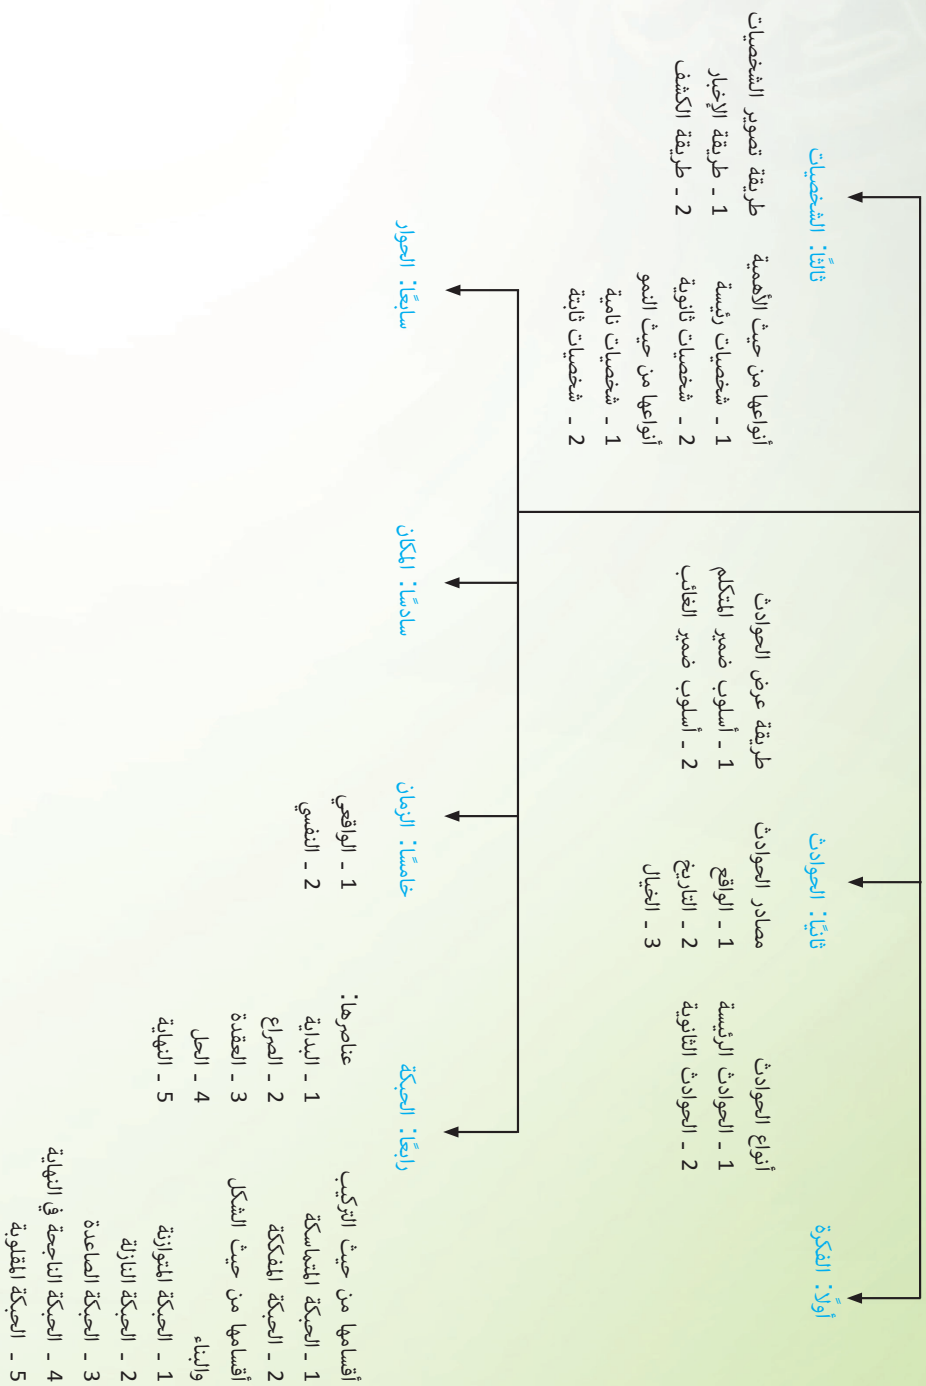 أولًا: الفكرة
ثانيًا: الحوادث
أنواع الحوادث
1 ـ الحوادث الرئيسة
2 ـ الحوادث الثانوية
مصادر الحوادث
1 ـ الواقع
2 ـ التاريخ
3 ـ الخيال
طريقة عرض الحوادث
1 ـ أسلوب ضمير المتكلم
2 ـ أسلوب ضمير الغائب
ثالثًا: الشخصيات
أنواعها من حيث الأهمية
1 ـ شخصيات رئيسة
2 ـ شخصيات ثانوية
أنواعها من حيث النمو
1 ـ شخصيات نامية
2 ـ شخصيات ثابتة
طريقة تصوير الشخصيات
1 ـ طريقة الإخبار
2 ـ طريقة الكشف
رابعًا: الحبكة
أقسامها من حيث التركيب
1 ـ الحبكة المتماسكة
2 ـ الحبكة المفككة
أقسامها من حيث الشكل
والبناء
1 ـ الحبكة المتوازنة
2 ـ الحبكة النازلة
3 ـ الحبكة الصاعدة
4 ـ الحبكة الناجحة في النهاية
5 ـ الحبكة المقلوبة
عناصرها:
1 ـ البداية
2 ـ الصراع
3 ـ العقدة
4 ـ الحل
5 ـ النهاية
خامسًا: الزمان
1 ـ الواقعي
2 ـ النفسي
سادسًا: المكان
سابعًا: الحوار